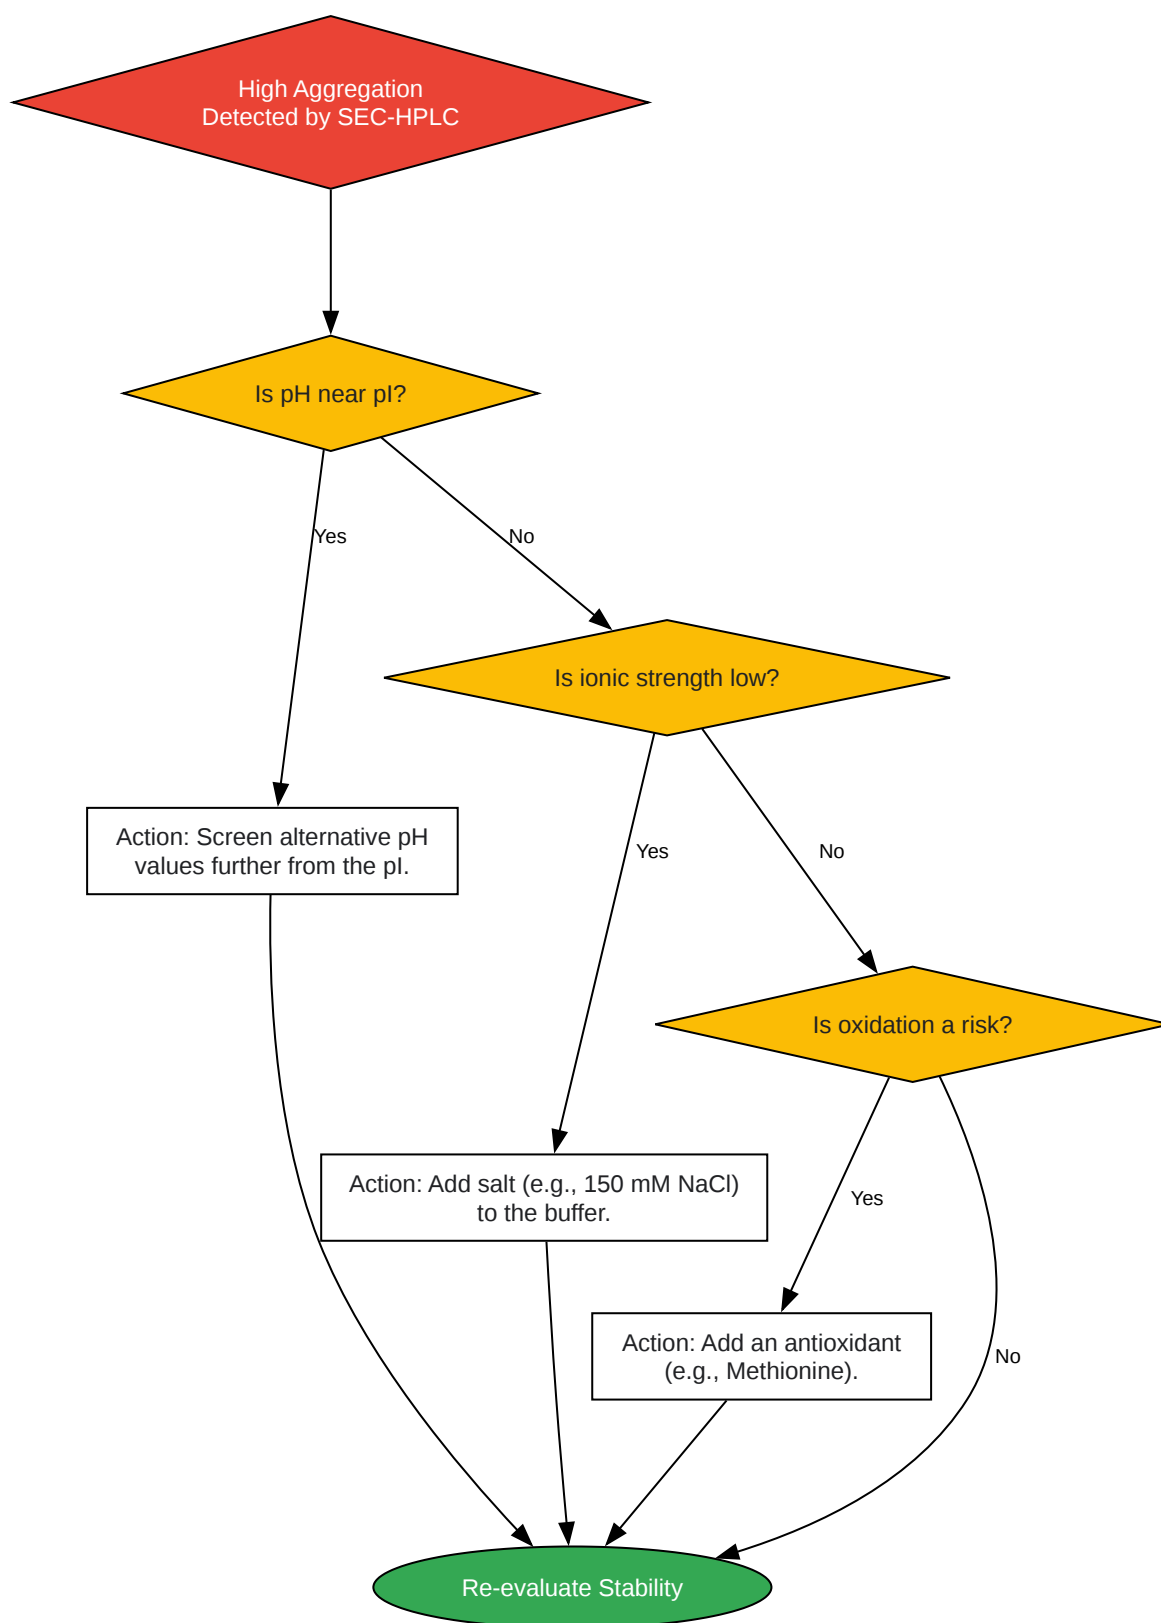 High Aggregation
Detected by SEC-HPLC
Is pH near pI?
Yes
No
Is ionic strength low?
Action: Screen alternative pH
values further from the pI.
Yes
No
Is oxidation a risk?
Action: Add salt (e.g., 150 mM NaCl)
to the buffer.
Yes
Action: Add an antioxidant
(e.g., Methionine).
No
Re-evaluate Stability